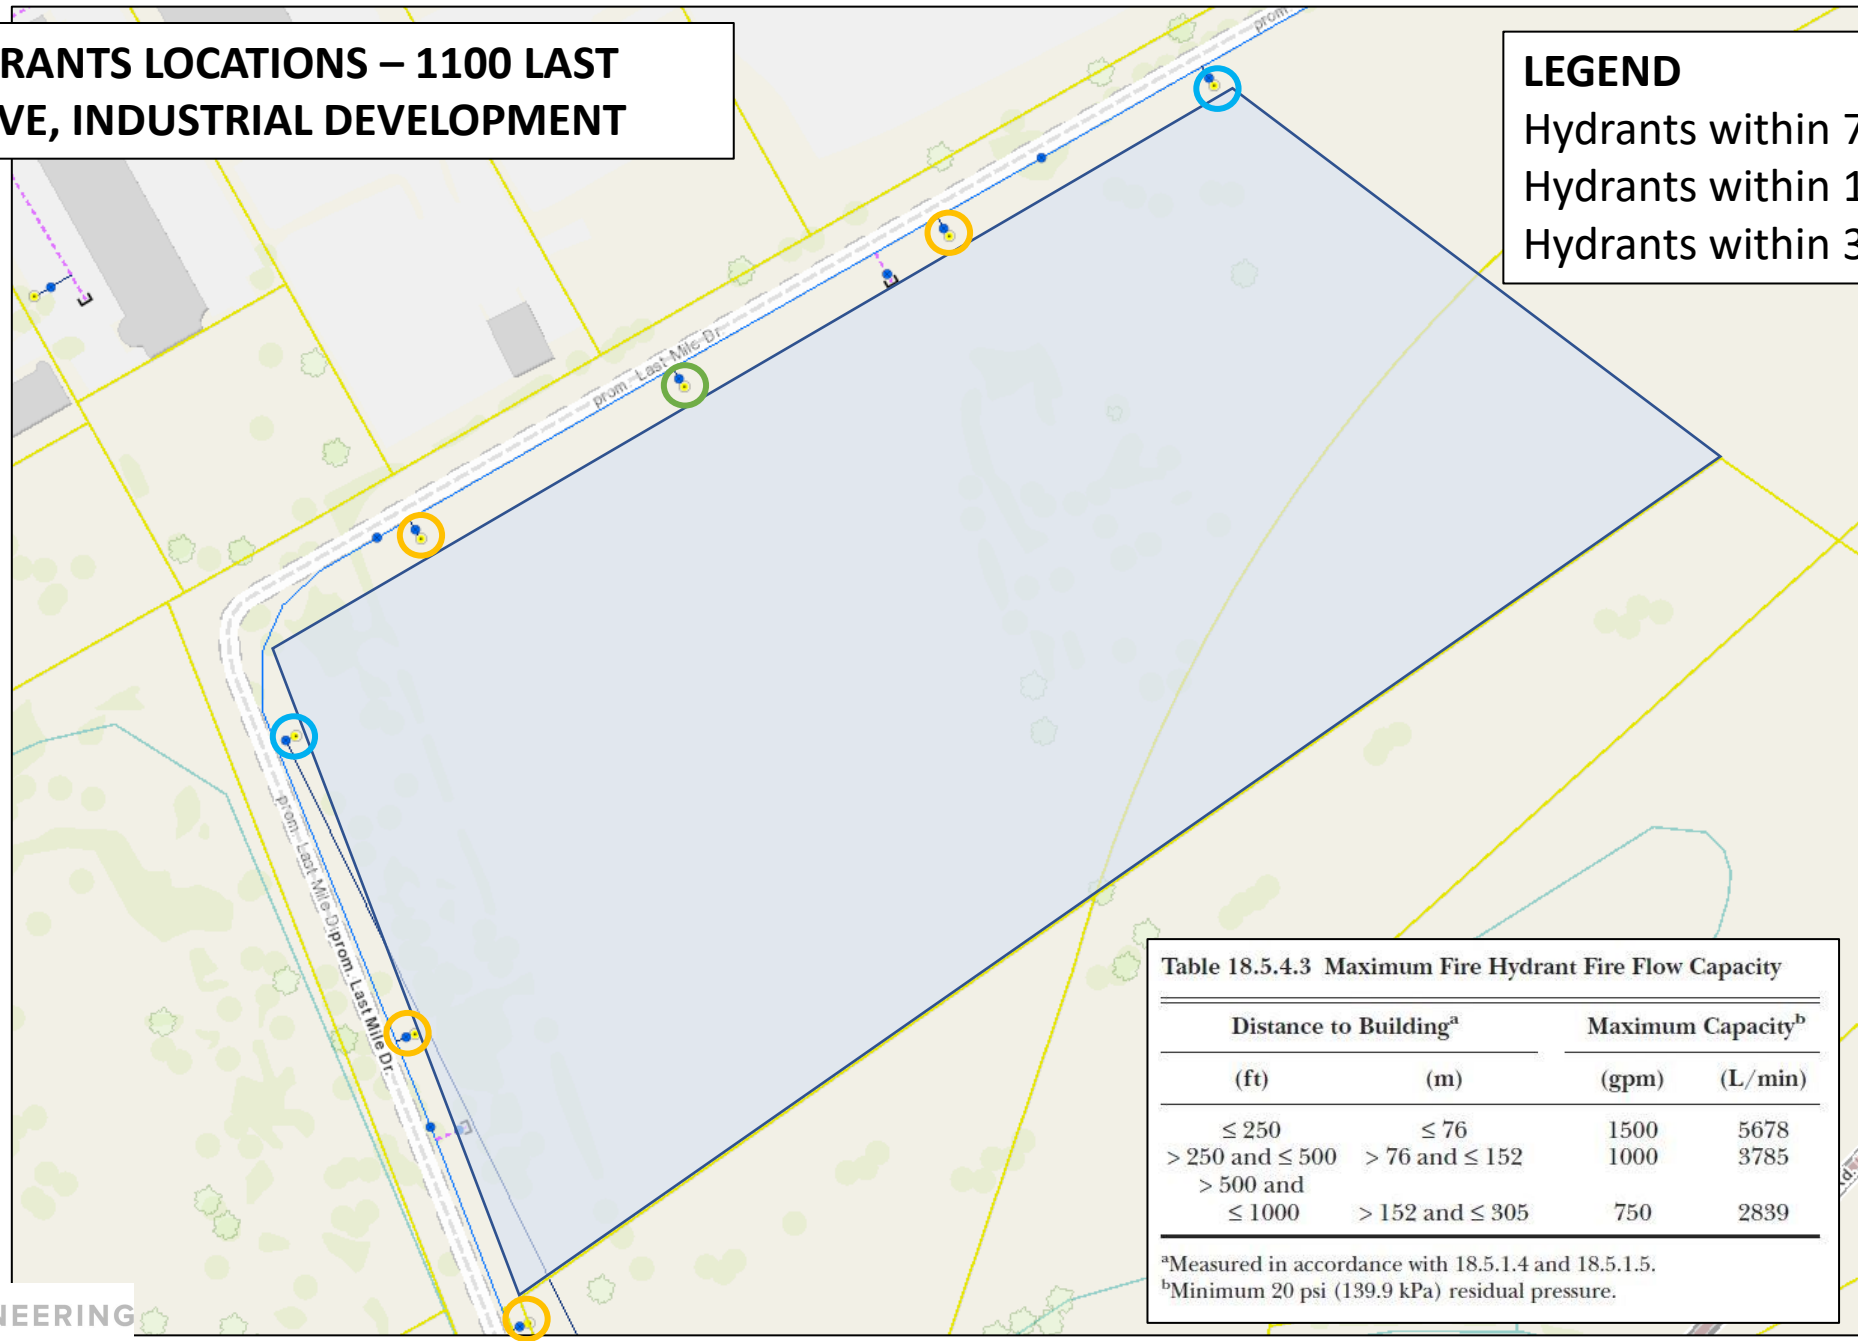 RANTS LOCATIONS – 1100 LAST
VE, INDUSTRIAL DEVELOPMENT
LEGEND
Hydrants within 7
Hydrants within 1
Hydrants within 3
prom
prom. Last Mile Dr.
prom. Last Mile D
prom. Last Mile Dr.
Rd.
Table 18.5.4.3 Maximum Fire Hydrant Fire Flow Capacity
Distance to Buildingᵃ Maximum Capacityᵇ
(ft) (m) (gpm) (L/min)
≤ 250 ≤ 76 1500 5678
> 250 and ≤ 500 > 76 and ≤ 152 1000 3785
> 500 and
≤ 1000 > 152 and ≤ 305 750 2839
ᵃMeasured in accordance with 18.5.1.4 and 18.5.1.5.
ᵇMinimum 20 psi (139.9 kPa) residual pressure.
NEERING